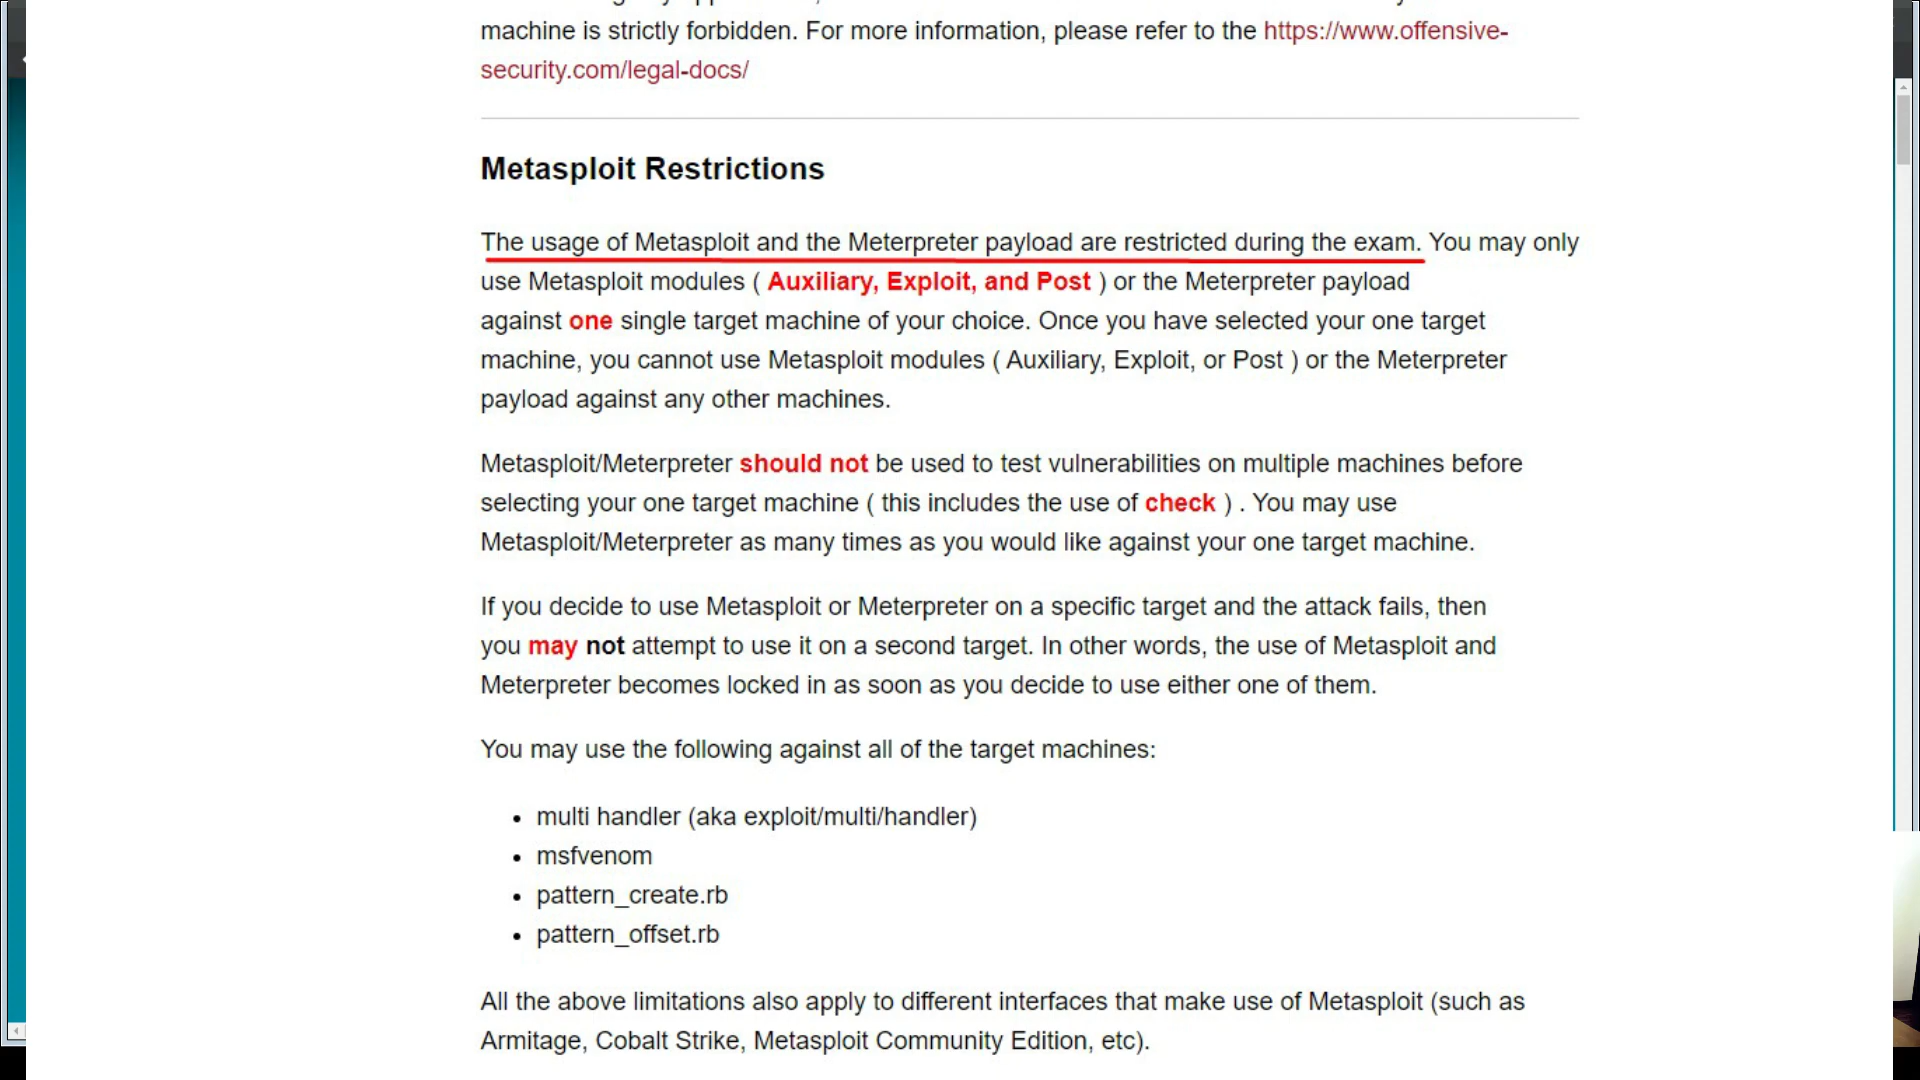 machine is strictly forbidden. For more information, please refer to the https://www.offensive-
security.com/legal-docs/
Metasploit Restrictions
The usage of Metasploit and the Meterpreter payload are restricted during the exam. You may only
use Metasploit modules ( Auxiliary, Exploit, and Post ) or the Meterpreter payload
against one single target machine of your choice. Once you have selected your one target
machine, you cannot use Metasploit modules ( Auxiliary, Exploit, or Post ) or the Meterpreter
payload against any other machines.
Metasploit/Meterpreter should not be used to test vulnerabilities on multiple machines before
selecting your one target machine ( this includes the use of check ) . You may use
Metasploit/Meterpreter as many times as you would like against your one target machine.
If you decide to use Metasploit or Meterpreter on a specific target and the attack fails, then
you may not attempt to use it on a second target. In other words, the use of Metasploit and
Meterpreter becomes locked in as soon as you decide to use either one of them.
You may use the following against all of the target machines:
• multi handler (aka exploit/multi/handler)
• msfvenom
• pattern_create.rb
• pattern_offset.rb
All the above limitations also apply to different interfaces that make use of Metasploit (such as
Armitage, Cobalt Strike, Metasploit Community Edition, etc).